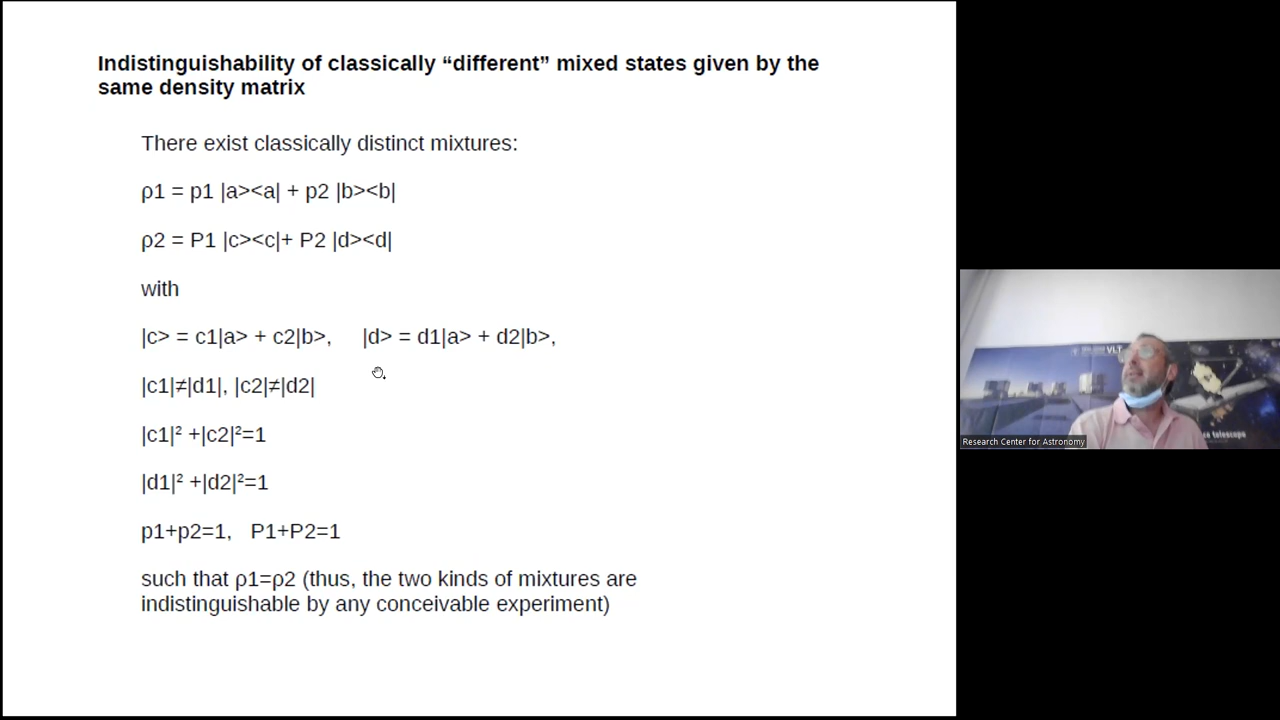 Indistinguishability of classically “different” mixed states given by the
same density matrix
There exist classically distinct mixtures:
ρ1 = p1 |a><a| + p2 |b><b|
ρ2 = P1 |c><c|+ P2 |d><d|
with
|c> = c1|a> + c2|b>, |d> = d1|a> + d2|b>,
|c1|≠|d1|, |c2|≠|d2|
|c1|² +|c2|²=1
|d1|² +|d2|²=1
p1+p2=1, P1+P2=1
such that ρ1=ρ2 (thus, the two kinds of mixtures are
indistinguishable by any conceivable experiment)
VLT
ce telescope
Research Center for Astronomy